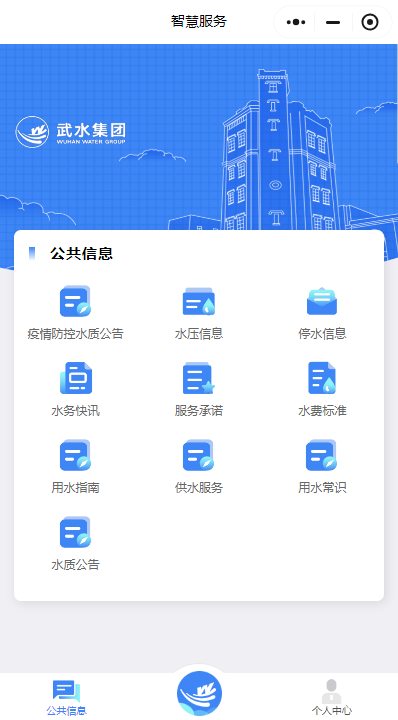 智慧服务
武水集团
WUHAN WATER GROUP
公共信息
疫情防控水质公告 水压信息 停水信息
水务快讯 服务承诺 水费标准
用水指南 供水服务 用水常识
水质公告
公共信息 个人中心